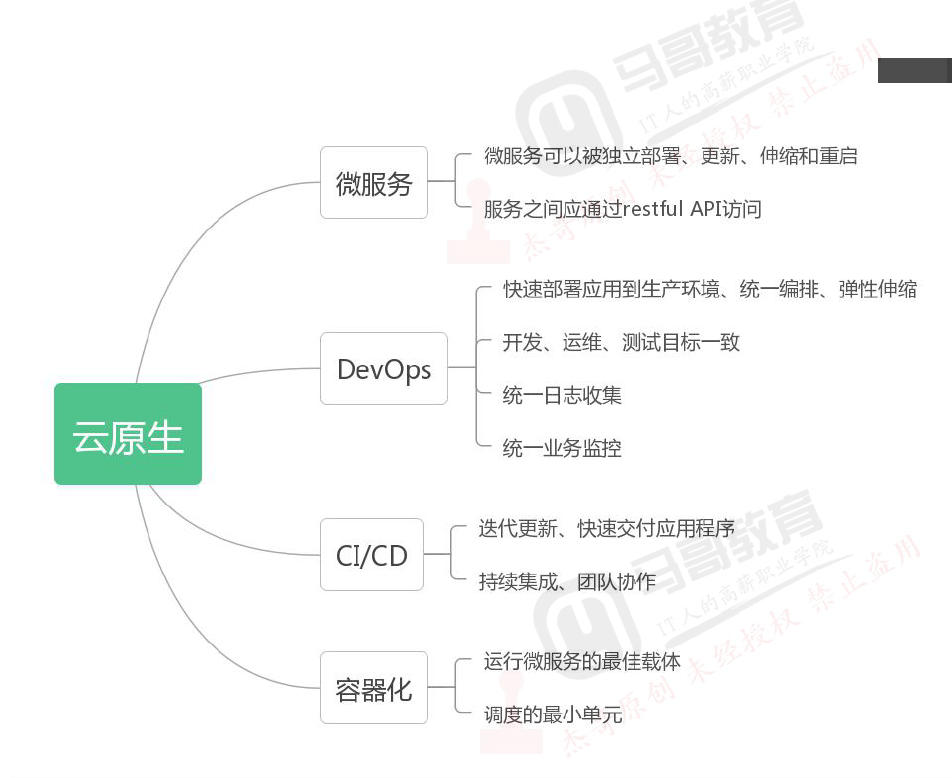 马哥教育
IT人的高薪职业学院
杰哥原创 未经授权 禁止盗用
微服务
微服务可以被独立部署、更新、伸缩和重启
服务之间应通过restful API访问
DevOps
快速部署应用到生产环境、统一编排、弹性伸缩
开发、运维、测试目标一致
统一日志收集
统一业务监控
云原生
CI/CD
迭代更新、快速交付应用程序
持续集成、团队协作
容器化
运行微服务的最佳载体
调度的最小单元
马哥教育
IT人的高薪职业学院
杰哥原创 未经授权 禁止盗用